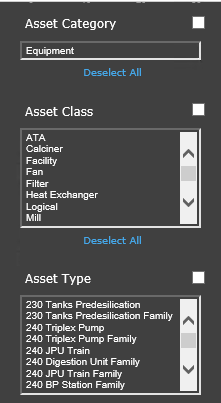 Asset Category
Equipment
Deselect All
Asset Class
ATA
Calciner
Facility
Fan
Filter
Heat Exchanger
Logical
Mill
Deselect All
Asset Type
230 Tanks Predesilication
230 Tanks Predesilication Family
240 Triplex Pump
240 Triplex Pump Family
240 JPU Train
240 Digestion Unit Family
240 JPU Train Family
240 BP Station Family